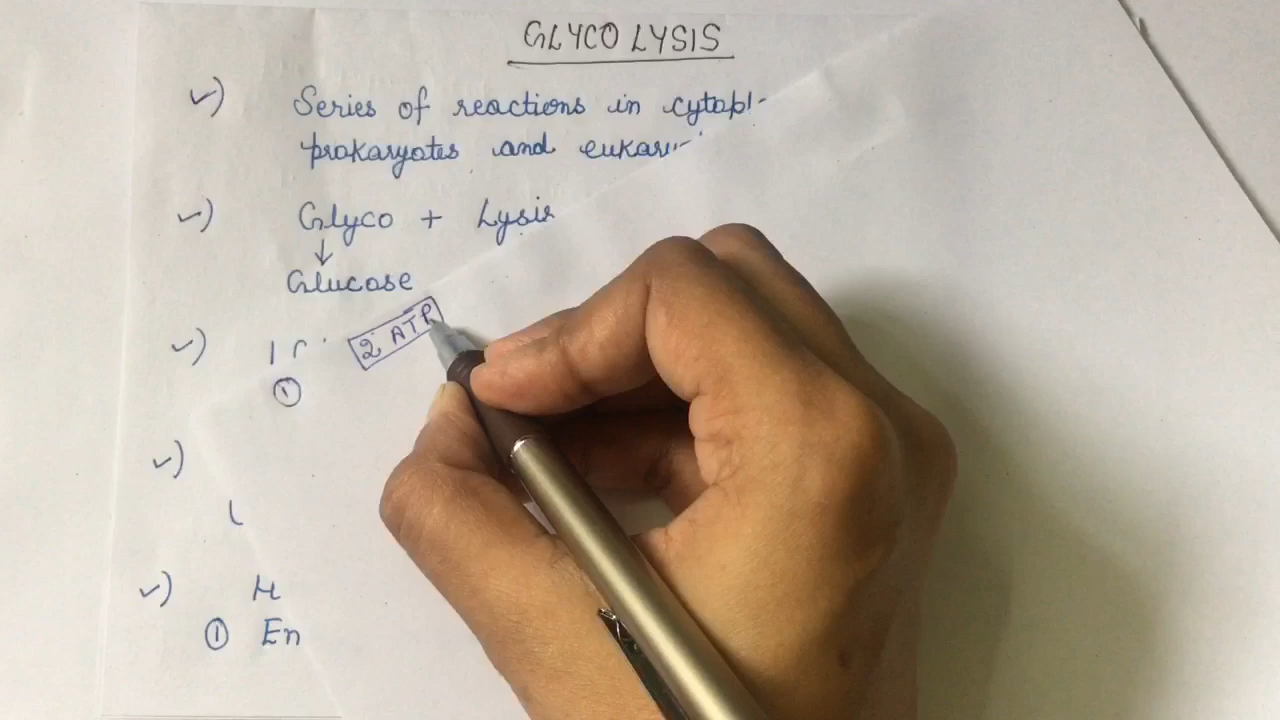 GLYCOLYSIS
Series of reactions in cytopl
prokaryotes and eukary
Glyco + Lysis
Glucose
2 ATP
①
① En